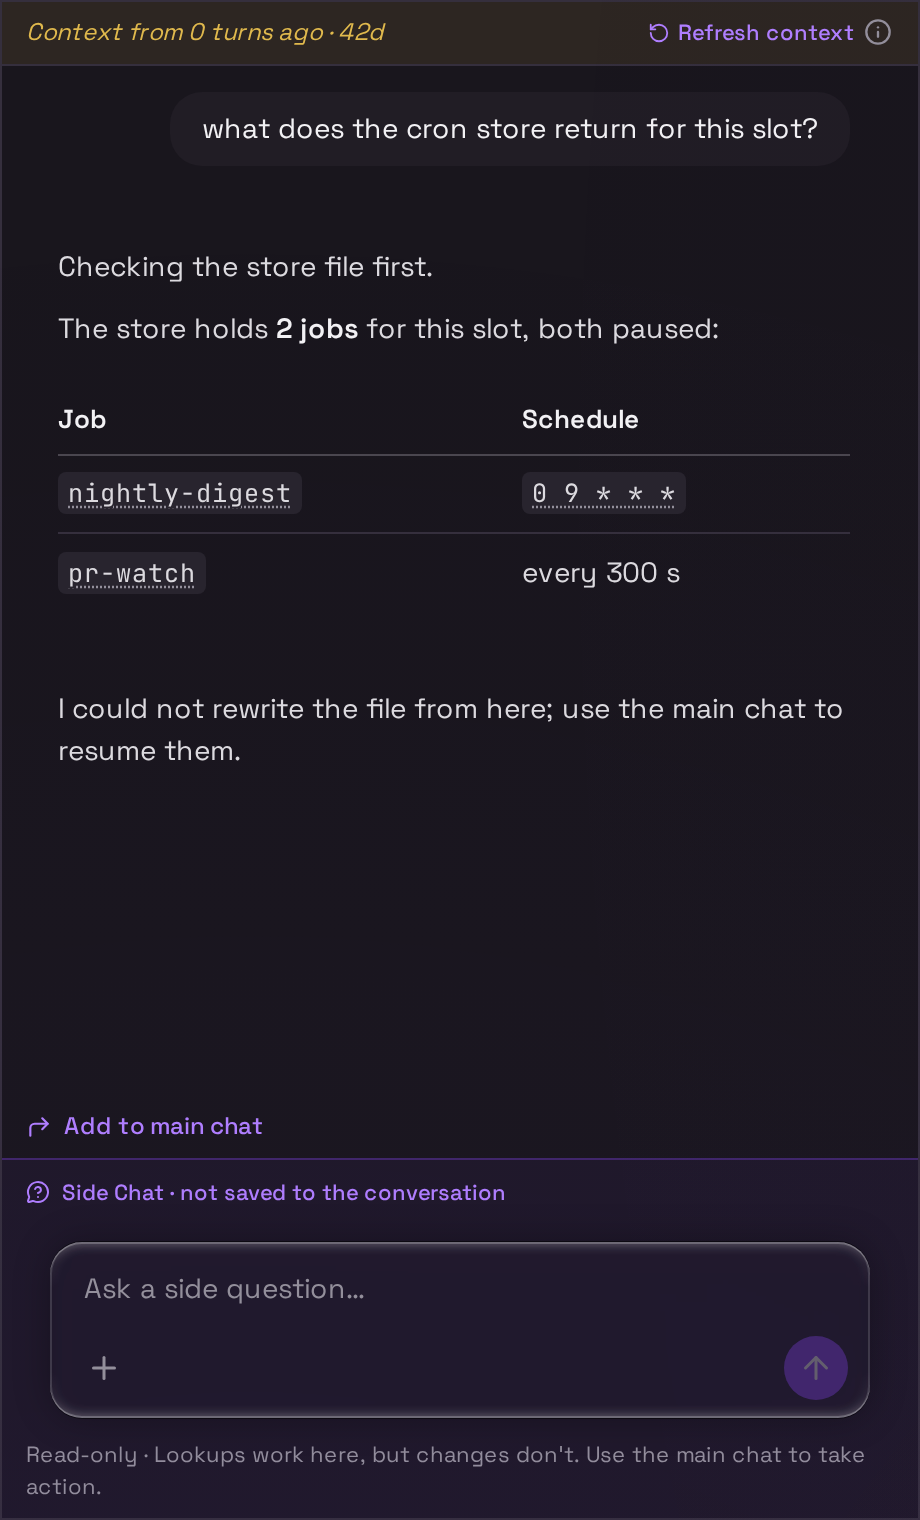 Context from 0 turns ago · 42d
Refresh context
what does the cron store return for this slot?
Checking the store file first.
The store holds 2 jobs for this slot, both paused:
Job Schedule
nightly-digest 0 9 * * *
pr-watch every 300 s
I could not rewrite the file from here; use the main chat to
resume them.
Add to main chat
Side Chat · not saved to the conversation
Ask a side question…
Read-only · Lookups work here, but changes don't. Use the main chat to take
action.